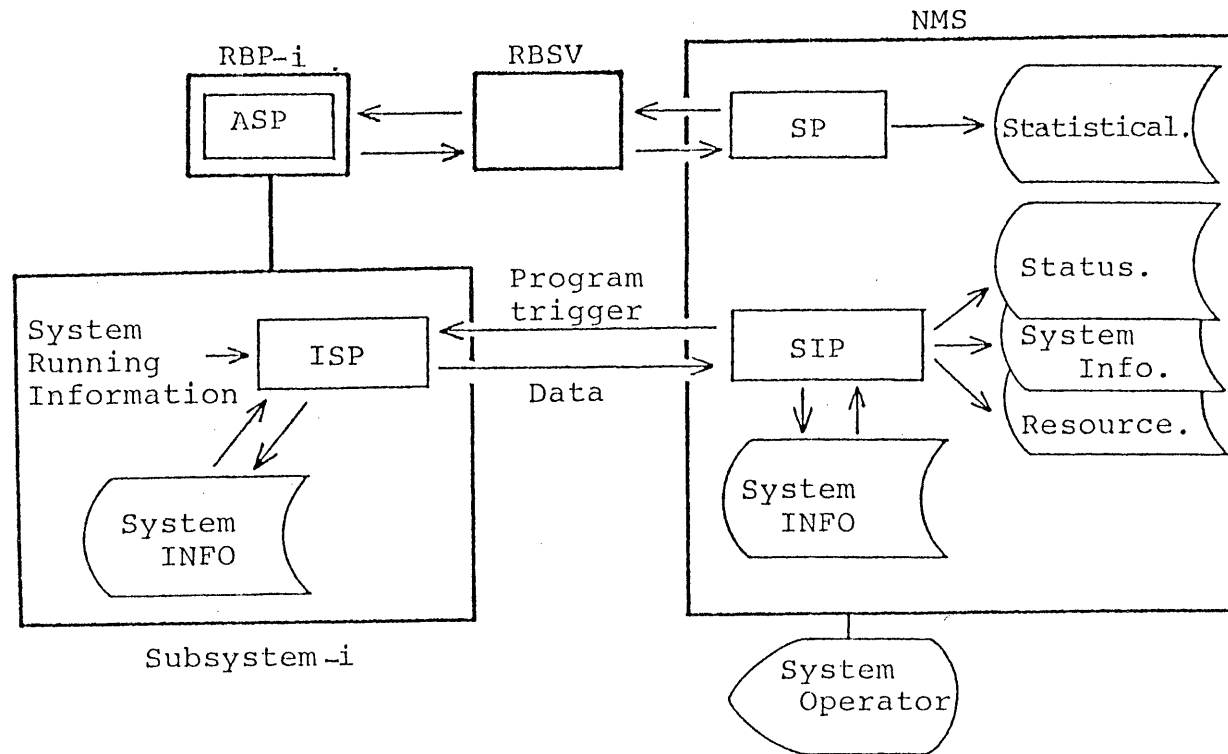 NMS
RBP-i
RBSV
ASP
SP
Statistical.
Program
trigger
Status.
System
Running
Information
ISP
SIP
System
Info.
Data
Resource.
System
INFO
System
INFO
Subsystem-i
System
Operator